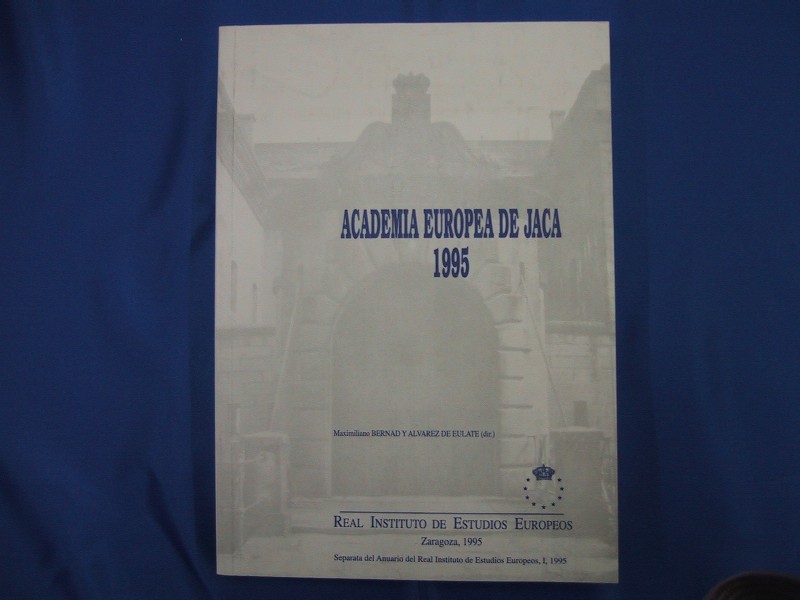 ACADEMIA EUROPEA DE JACA
1995
Maximiliano BERNAD Y ALVAREZ DE EULATE (dir.)
REAL INSTITUTO DE ESTUDIOS EUROPEOS
Zaragoza, 1995
Separata del Anuario del Real Instituto de Estudios Europeos, I, 1995